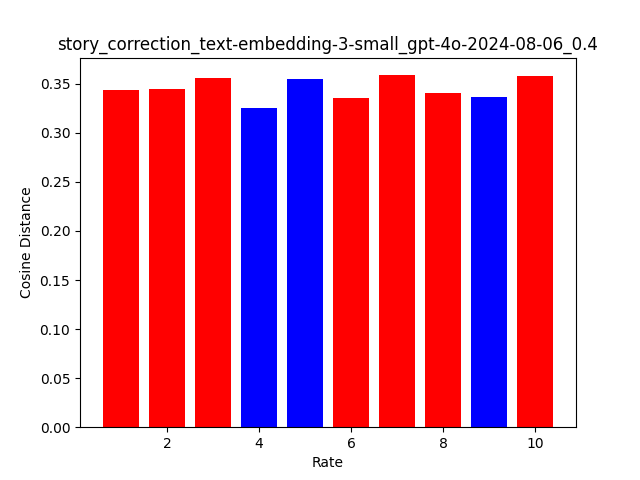 story_correction_text-embedding-3-small_gpt-4o-2024-08-06_0.4
0.35
0.30
0.25
0.20
0.15
0.10
0.05
0.00
Cosine Distance
2 4 6 8 10
Rate